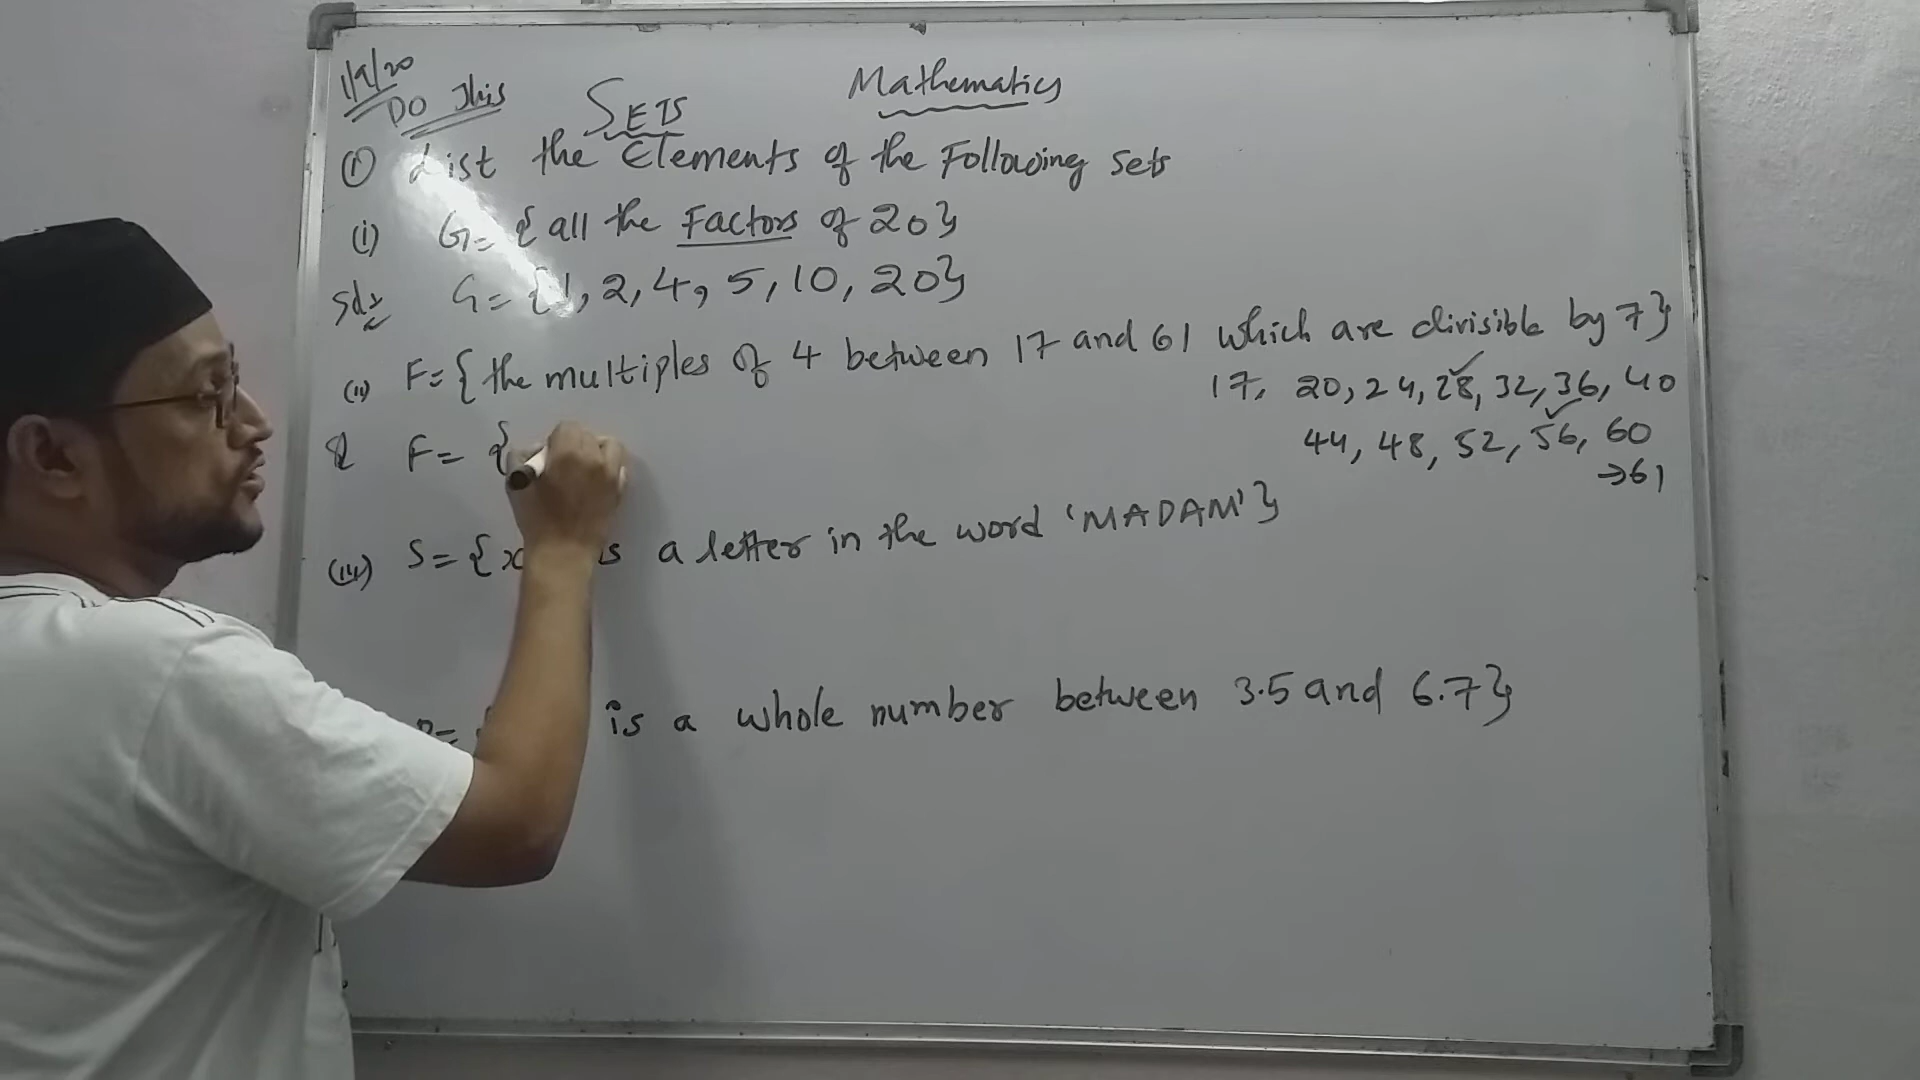 1/9/20
DO This
SETS
Mathematics
① List the Elements of the Following Sets
(i) G = { all the Factors of 20}
Sol: G = {1, 2, 4, 5, 10, 20}
(ii) F = { the multiples of 4 between 17 and 61 which are divisible by 7}
17, 20, 24, 28, 32, 36, 40
F = {
44, 48, 52, 56, 60
→61
S = {x is a letter in the word 'MADAM'}
is a whole number between 3.5 and 6.7}